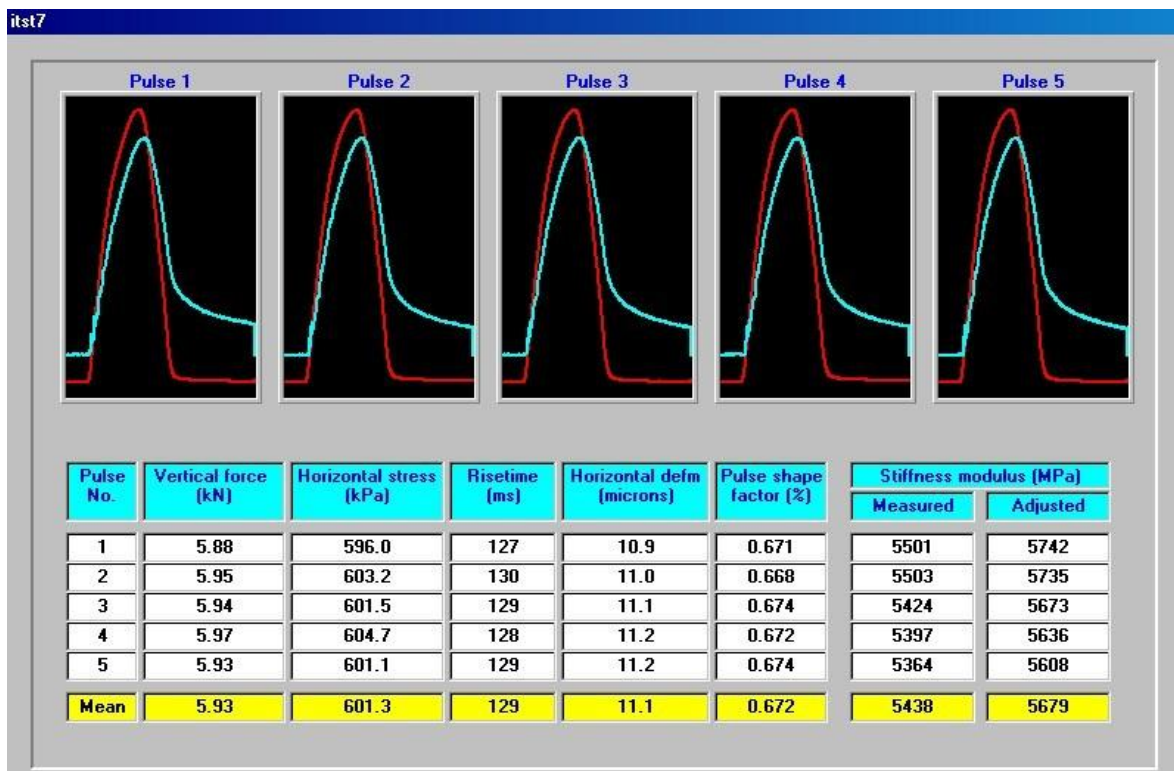 itst7
Pulse 1 Pulse 2 Pulse 3 Pulse 4 Pulse 5
Pulse No. Vertical force (kN) Horizontal stress (kPa) Risetime (ms) Horizontal defm (microns) Pulse shape factor (%) Stiffness modulus (MPa)
Measured Adjusted
1 5.88 596.0 127 10.9 0.671 5501 5742
2 5.95 603.2 130 11.0 0.668 5503 5735
3 5.94 601.5 129 11.1 0.674 5424 5673
4 5.97 604.7 128 11.2 0.672 5397 5636
5 5.93 601.1 129 11.2 0.674 5364 5608
Mean 5.93 601.3 129 11.1 0.672 5438 5679